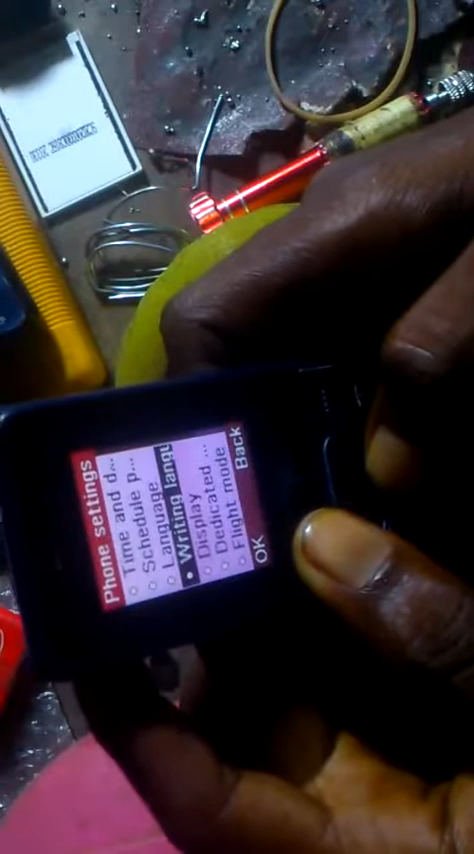 Phone settings
Time and d...
Schedule p...
Language
Writing langu
Display
Dedicated ...
Flight mode
OK
Back